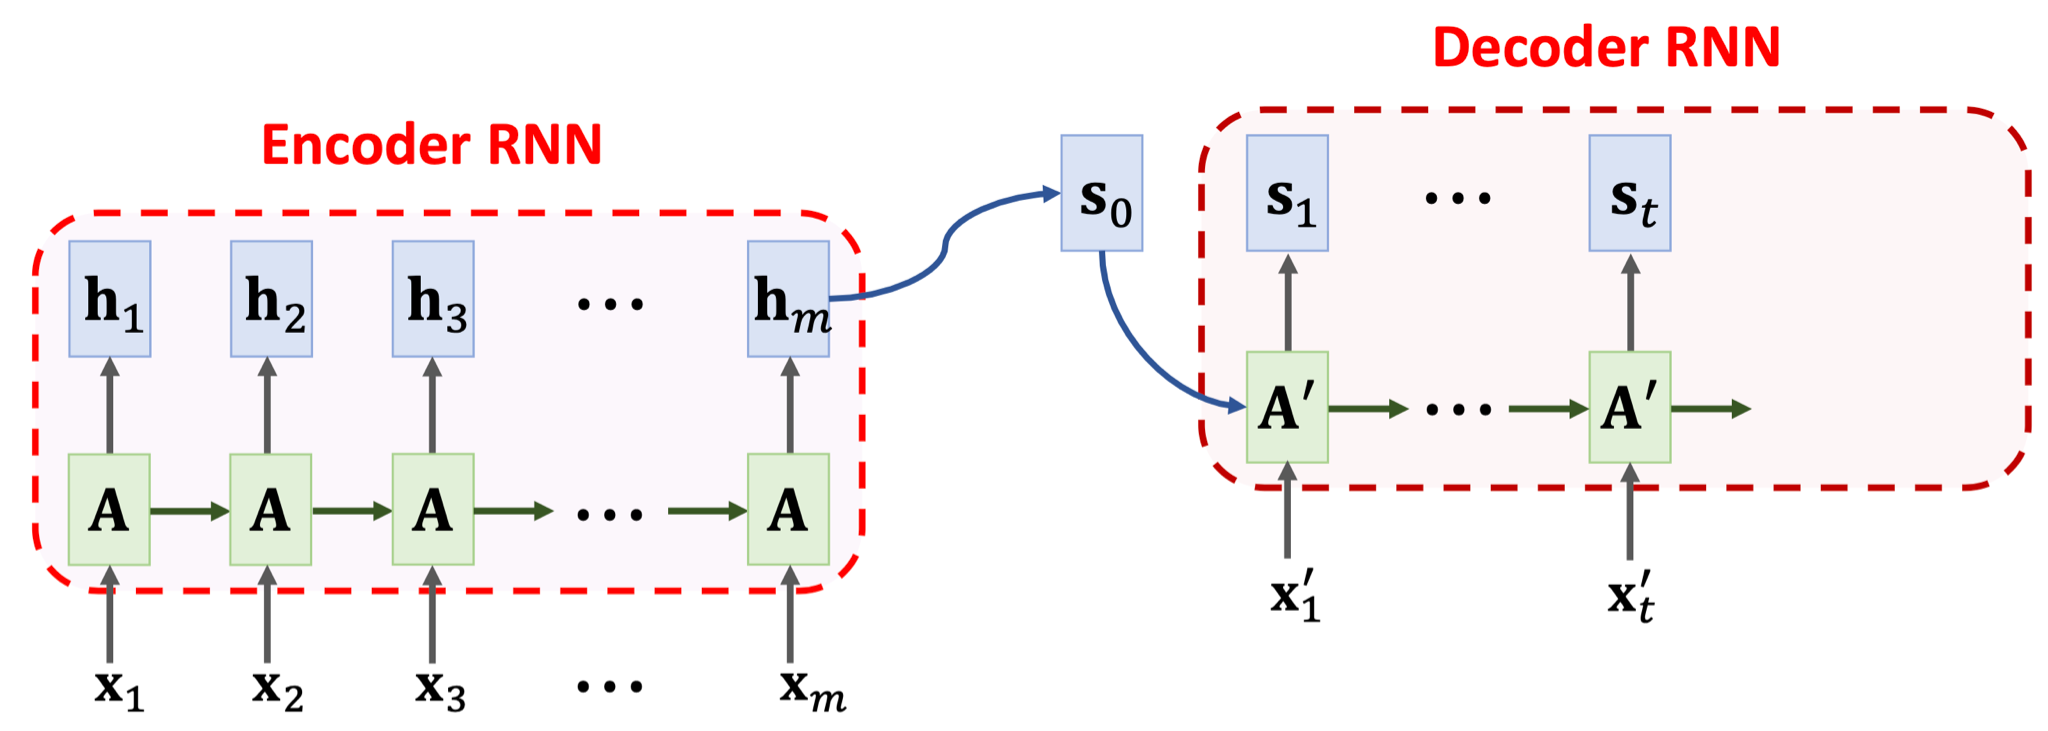 Decoder RNN
Encoder RNN
s₀ s₁ ⋯ sₜ
h₁ h₂ h₃ ⋯ hₘ
A′ ⋯ A′
A A A ⋯ A
x′₁ x′ₜ
x₁ x₂ x₃ ⋯ xₘ